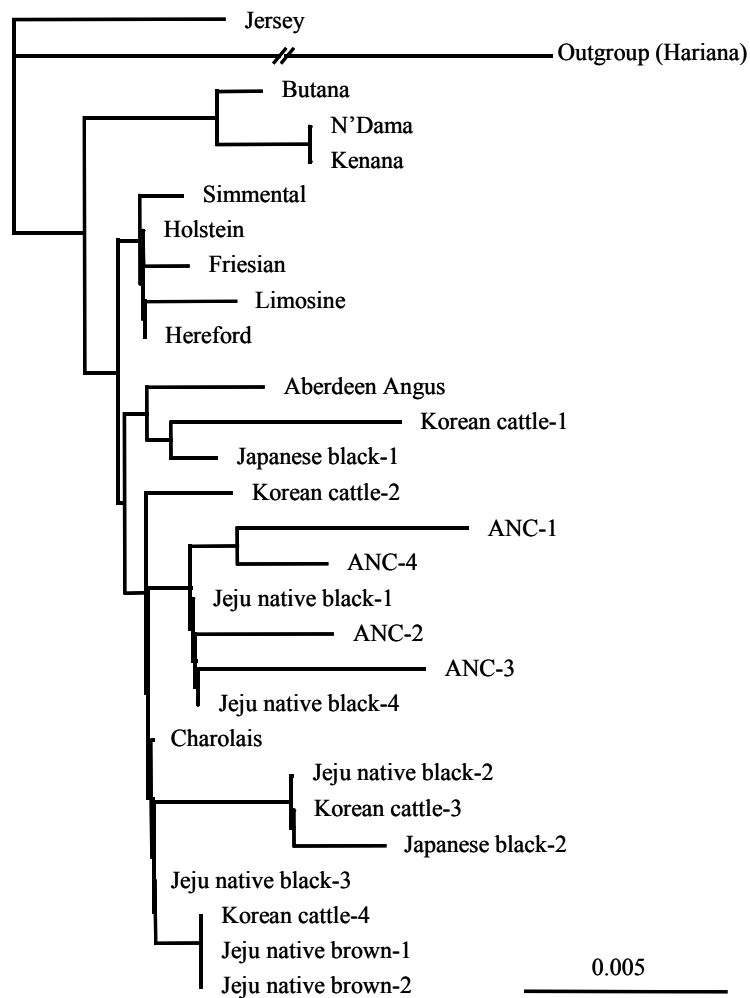 Jersey
Outgroup (Hariana)
Butana
N’Dama
Kenana
Simmental
Holstein
Friesian
Limosine
Hereford
Aberdeen Angus
Korean cattle-1
Japanese black-1
Korean cattle-2
ANC-1
ANC-4
Jeju native black-1
ANC-2
ANC-3
Jeju native black-4
Charolais
Jeju native black-2
Korean cattle-3
Japanese black-2
Jeju native black-3
Korean cattle-4
Jeju native brown-1
Jeju native brown-2
0.005